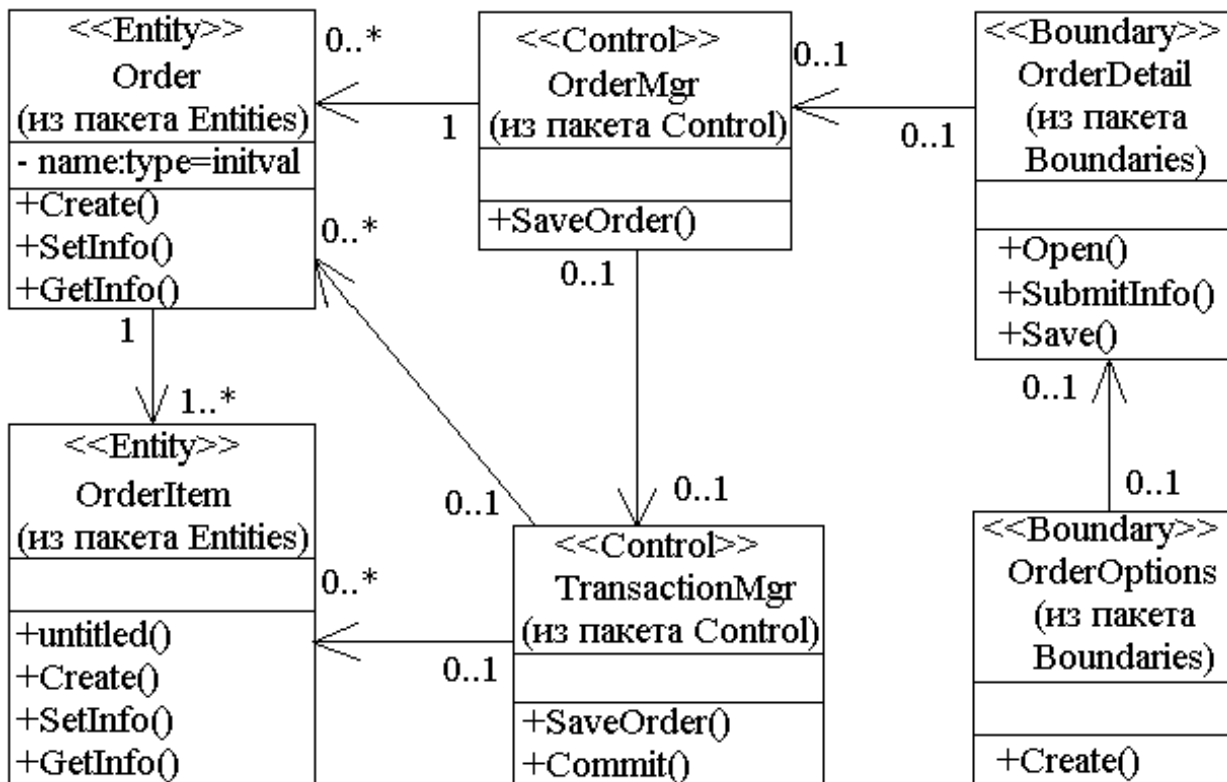 <<Entity>>
Order
(из пакета Entities)
- name:type=initval
+Create()
+SetInfo()
+GetInfo()
0..*
1
<<Control>>
OrderMgr
(из пакета Control)
+SaveOrder()
0..1
0..1
<<Boundary>>
OrderDetail
(из пакета
Boundaries)
+Open()
+SubmitInfo()
+Save()
0..*
0..1
1
1..*
0..1
0..1
0..1
0..1
<<Entity>>
OrderItem
(из пакета Entities)
+untitled()
+Create()
+SetInfo()
+GetInfo()
0..*
0..1
<<Control>>
TransactionMgr
(из пакета Control)
+SaveOrder()
+Commit()
<<Boundary>>
OrderOptions
(из пакета
Boundaries)
+Create()